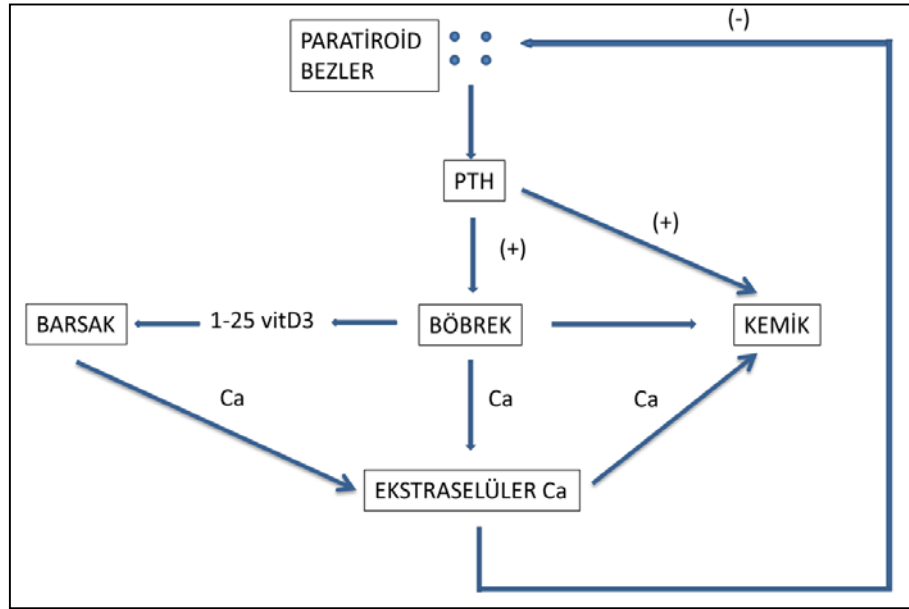 (-)
PARATİROİD
BEZLER
PTH
(+)
(+)
BARSAK
1-25 vitD3
BÖBREK
KEMİK
Ca
Ca
Ca
EKSTRASELÜLER Ca